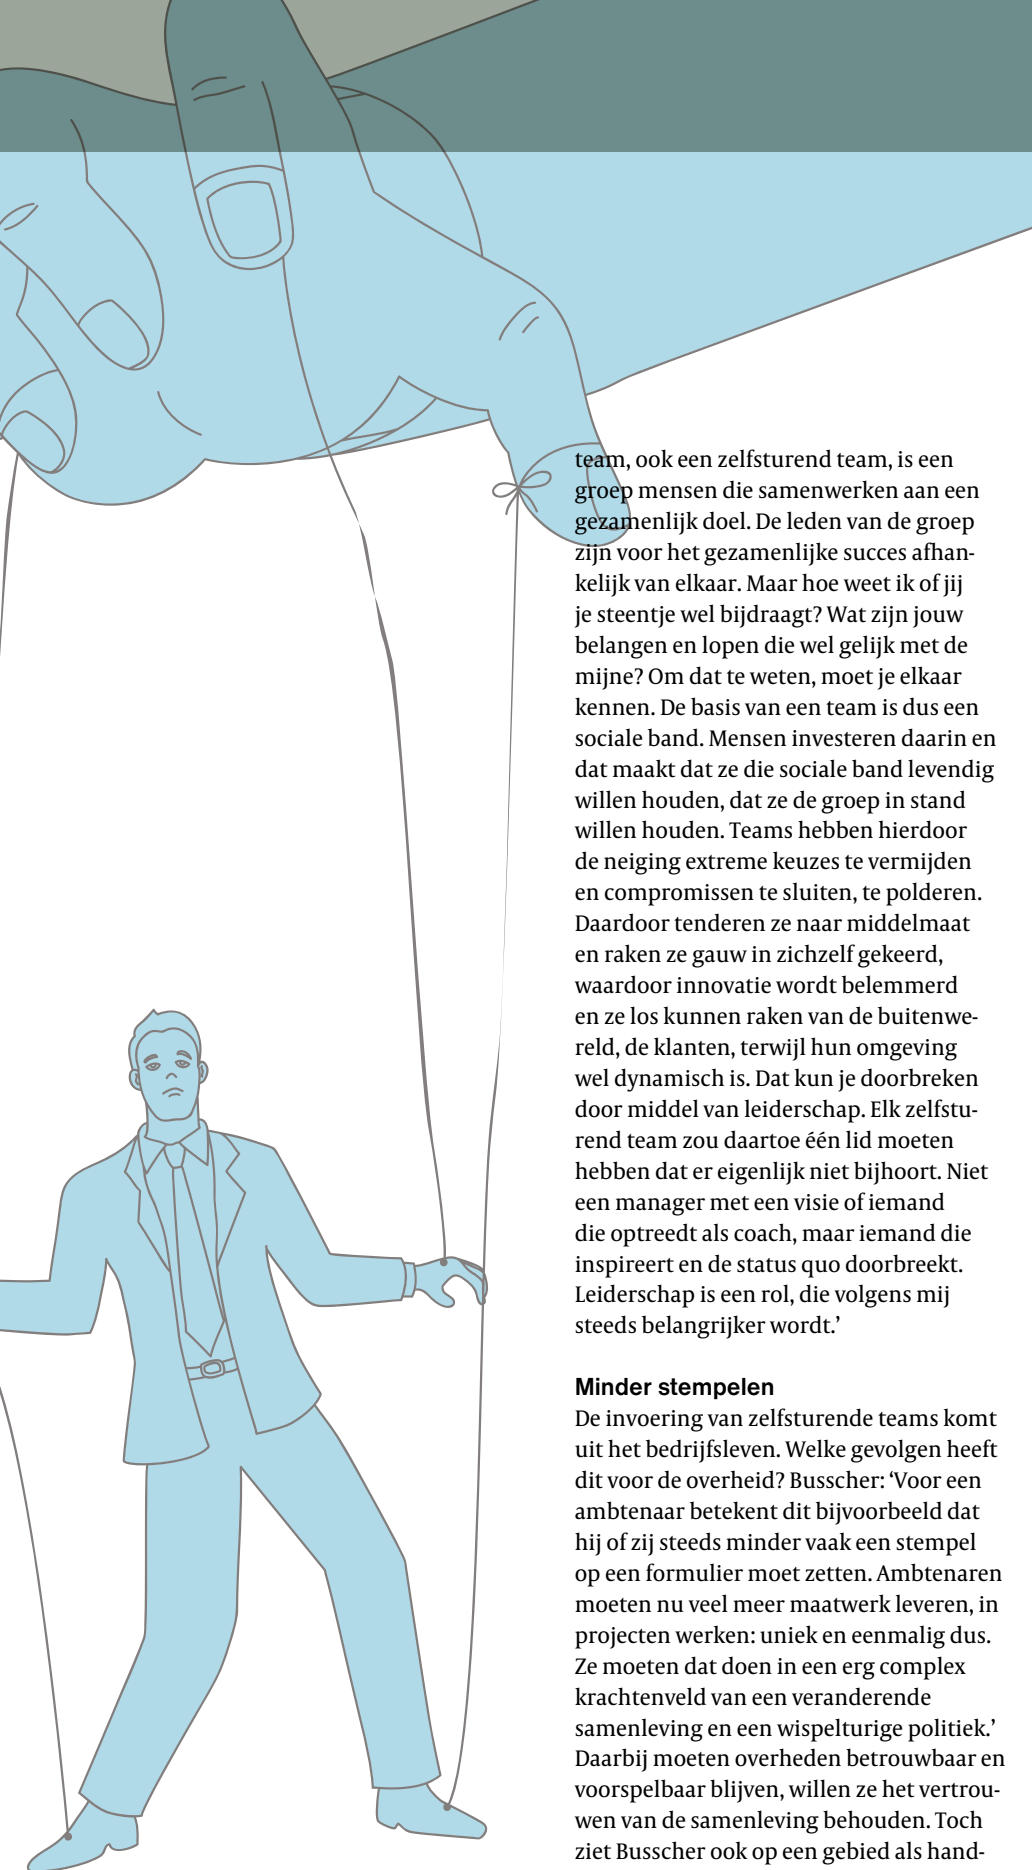 team, ook een zelfsturend team, is een
groep mensen die samenwerken aan een
gezamenlijk doel. De leden van de groep
zijn voor het gezamenlijke succes afhan-
kelijk van elkaar. Maar hoe weet ik of jij
je steentje wel bijdraagt? Wat zijn jouw
belangen en lopen die wel gelijk met de
mijne? Om dat te weten, moet je elkaar
kennen. De basis van een team is dus een
sociale band. Mensen investeren daarin en
dat maakt dat ze die sociale band levendig
willen houden, dat ze de groep in stand
willen houden. Teams hebben hierdoor
de neiging extreme keuzes te vermijden
en compromissen te sluiten, te polderen.
Daardoor tenderen ze naar middelmaat
en raken ze gauw in zichzelf gekeerd,
waardoor innovatie wordt belemmerd
en ze los kunnen raken van de buitenwe-
reld, de klanten, terwijl hun omgeving
wel dynamisch is. Dat kun je doorbreken
door middel van leiderschap. Elk zelfstu-
rend team zou daartoe één lid moeten
hebben dat er eigenlijk niet bijhoort. Niet
een manager met een visie of iemand
die optreedt als coach, maar iemand die
inspireert en de status quo doorbreekt.
Leiderschap is een rol, die volgens mij
steeds belangrijker wordt.’
Minder stempelen
De invoering van zelfsturende teams komt
uit het bedrijfsleven. Welke gevolgen heeft
dit voor de overheid? Busscher: ‘Voor een
ambtenaar betekent dit bijvoorbeeld dat
hij of zij steeds minder vaak een stempel
op een formulier moet zetten. Ambtenaren
moeten nu veel meer maatwerk leveren, in
projecten werken: uniek en eenmalig dus.
Ze moeten dat doen in een erg complex
krachtenveld van een veranderende
samenleving en een wispelturige politiek.’
Daarbij moeten overheden betrouwbaar en
voorspelbaar blijven, willen ze het vertrou-
wen van de samenleving behouden. Toch
ziet Busscher ook op een gebied als hand-